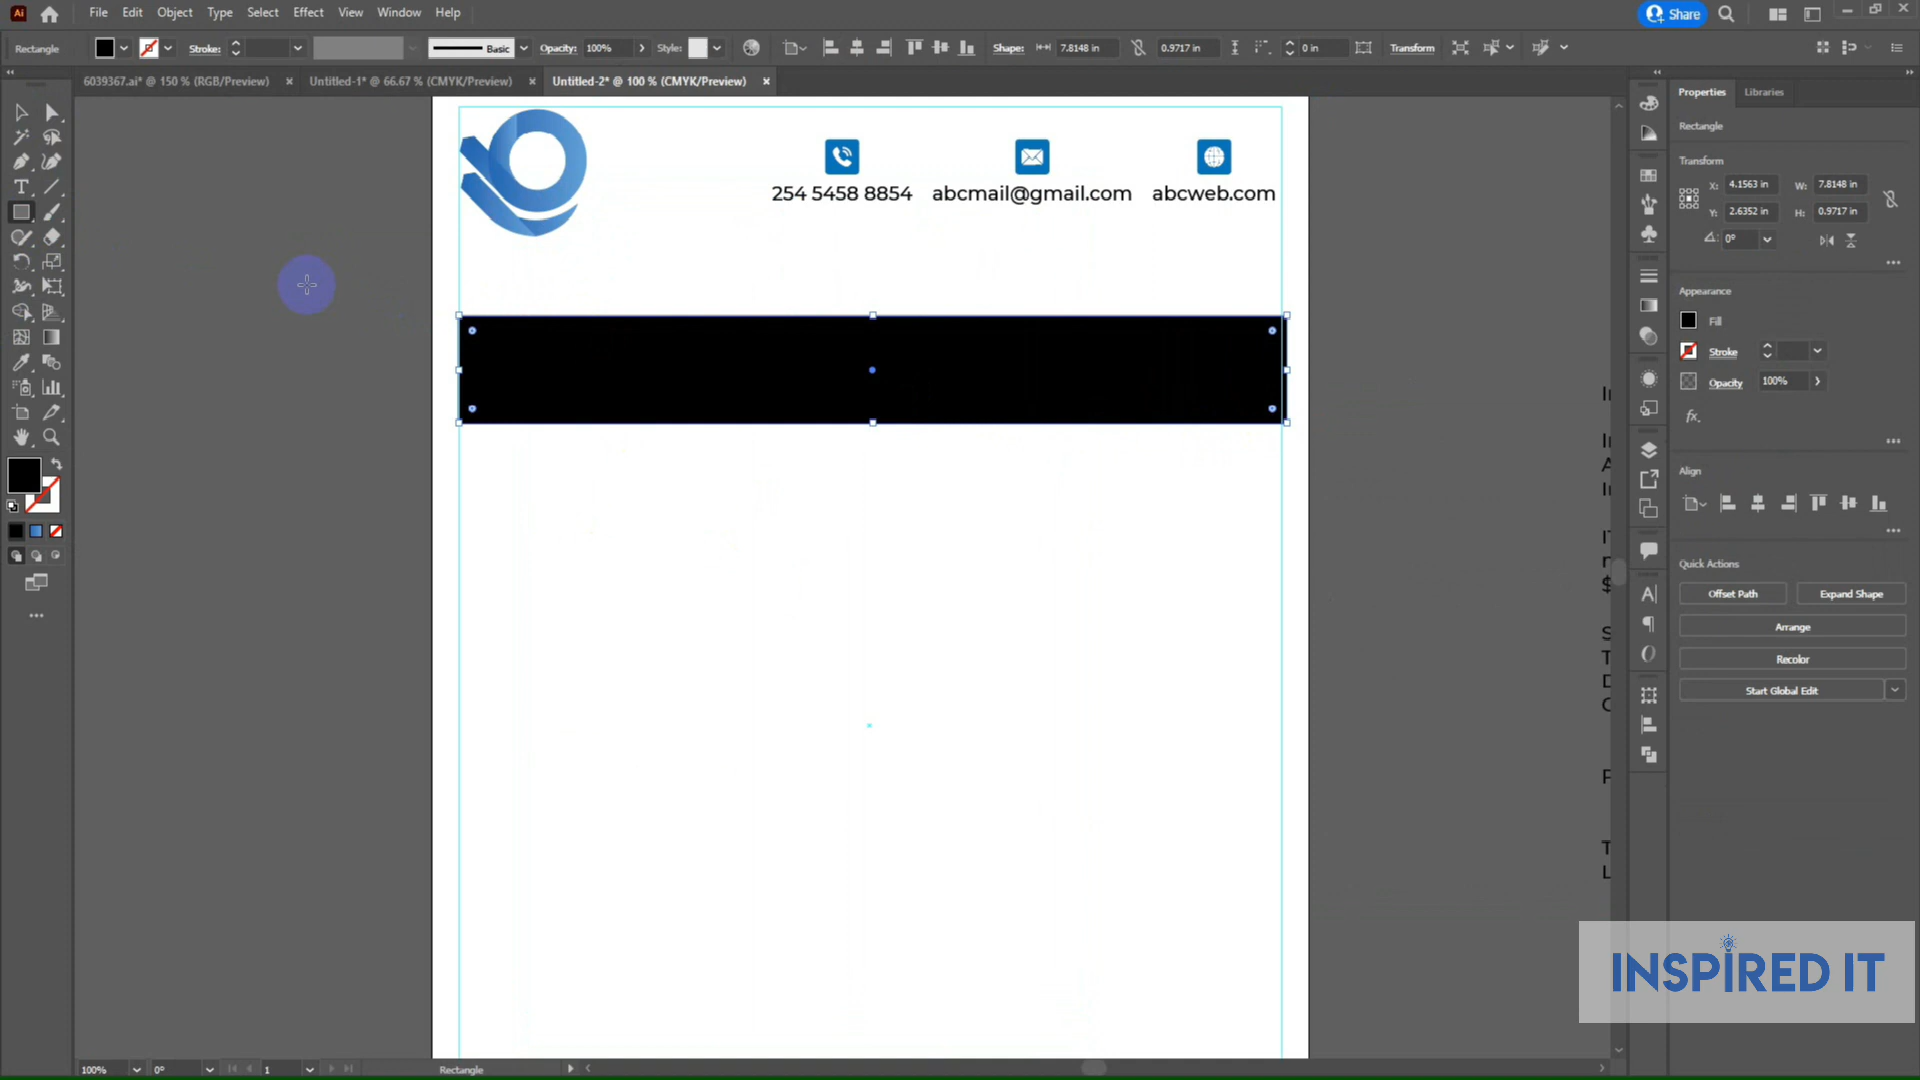 Ai File Edit Object Type Select Effect View Window Help Share
Rectangle Stroke: Basic Opacity: 100% Style: Shape: 7.8148 in 0.9717 in 0 in Transform
6039367.ai* @ 150 % (RGB/Preview) × Untitled-1* @ 66.67 % (CMYK/Preview) × Untitled-2* @ 100 % (CMYK/Preview) ×
Properties Libraries
Rectangle
Transform
X: 4.1563 in W: 7.8148 in
Y: 2.6352 in H: 0.9717 in
0°
Appearance
Fill
Stroke
Opacity 100%
fx.
Align
Quick Actions
Offset Path Expand Shape
Arrange
Recolor
Start Global Edit
254 5458 8854 abcmail@gmail.com abcweb.com
INSPIRED IT
100% 0° 1 Rectangle